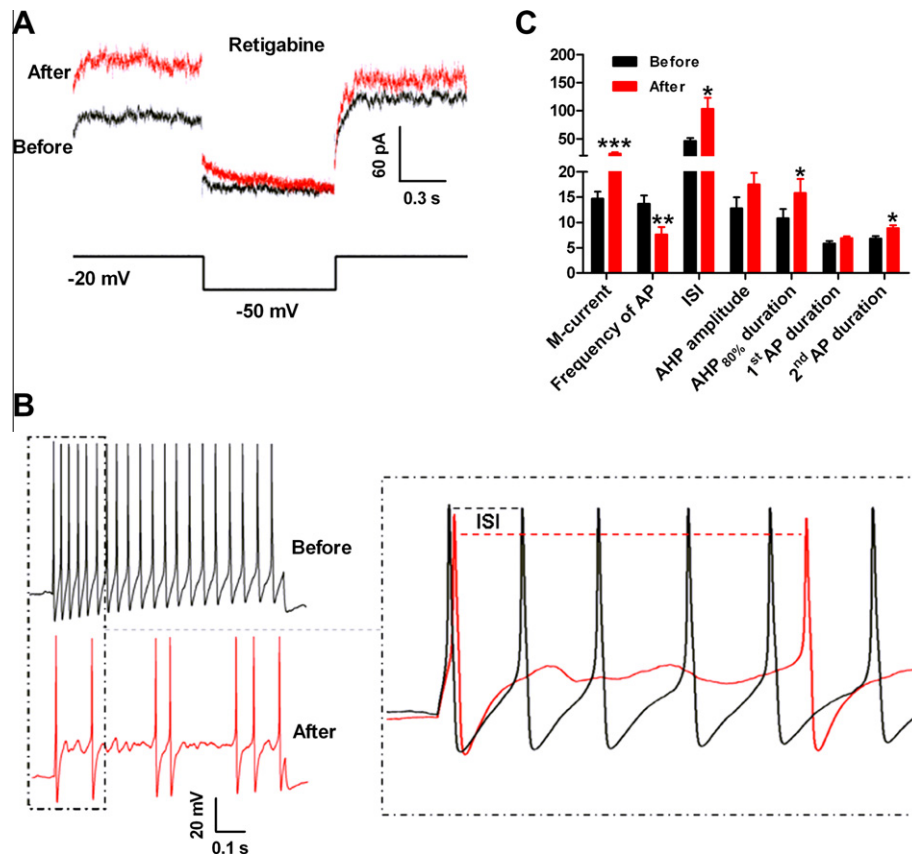 A
Retigabine
After
Before
60 pA
0.3 s
-20 mV
-50 mV
C
200
150
100
50
20
15
10
5
0
Before
After
***
**
*
*
*
M-current
Frequency of AP
ISI
AHP amplitude
AHP 80% duration
1st AP duration
2nd AP duration
B
Before
After
20 mV
0.1 s
ISI